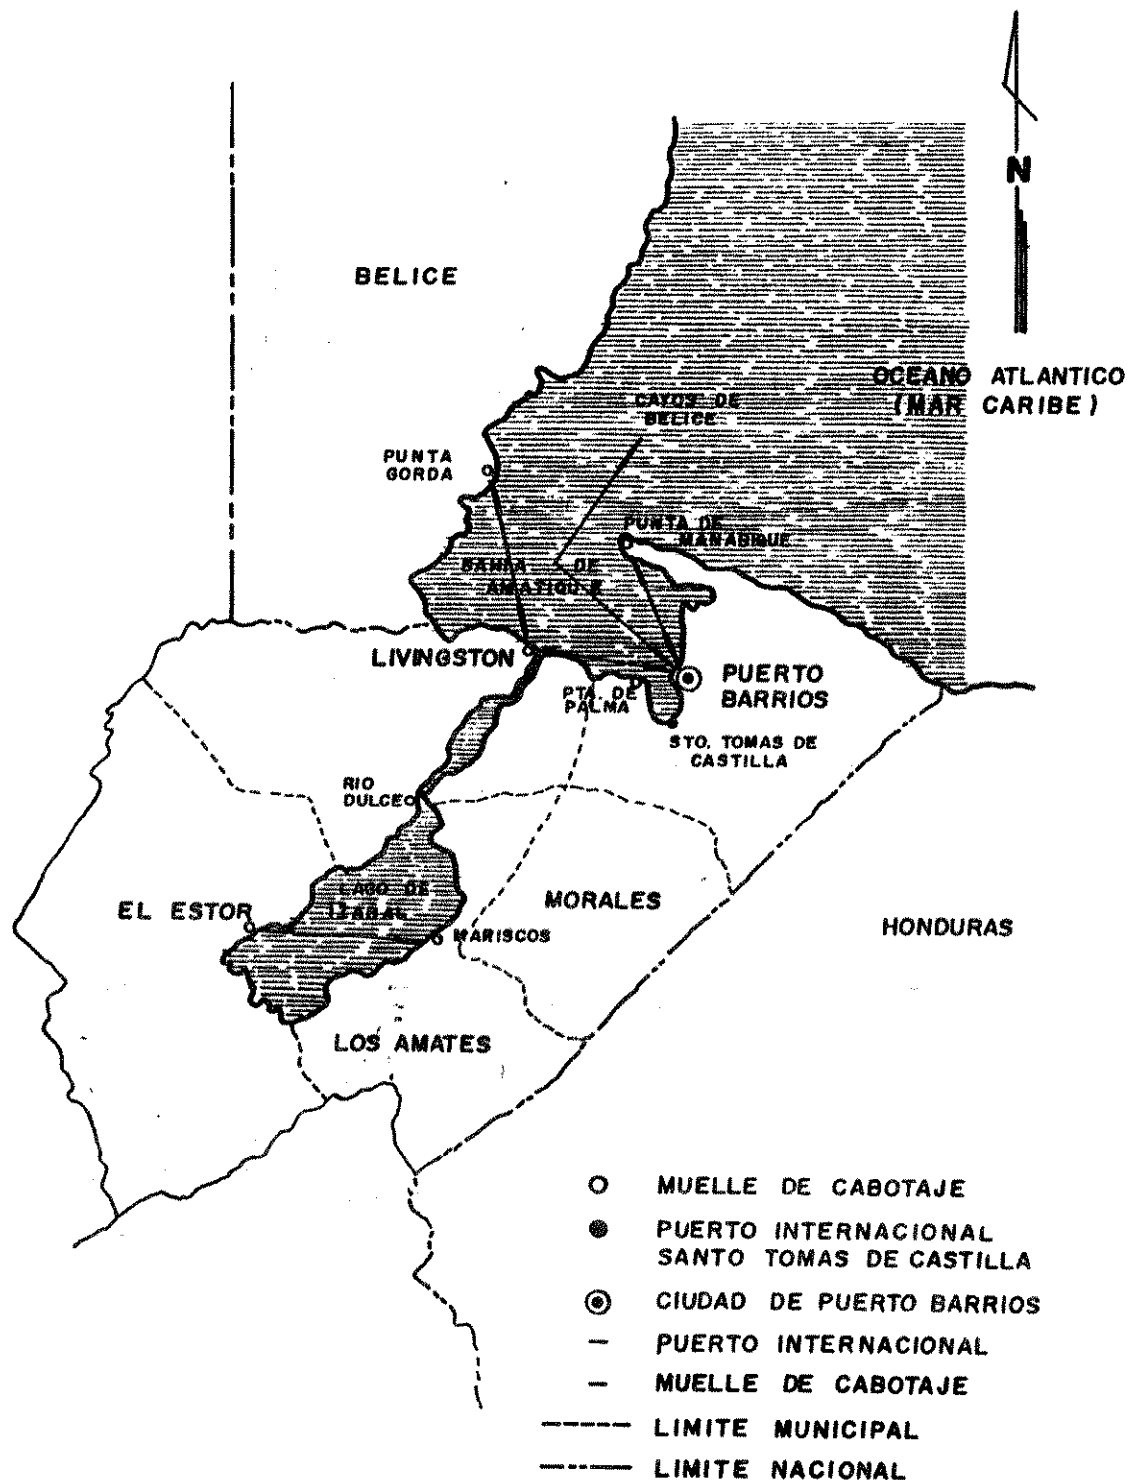 N
BELICE
OCEANO ATLANTICO
(MAR CARIBE)
CAYOS DE
BELICE
PUNTA
GORDA
PUNTA DE
MANABIQUE
BAHIA DE
AMATIQUE
LIVINGSTON
PUERTO
BARRIOS
PTA. DE
PALMA
STO. TOMAS DE
CASTILLA
RIO
DULCE
LAGO DE
IZABAL
EL ESTOR
MARISCOS
MORALES
HONDURAS
LOS AMATES
MUELLE DE CABOTAJE
PUERTO INTERNACIONAL
SANTO TOMAS DE CASTILLA
CIUDAD DE PUERTO BARRIOS
PUERTO INTERNACIONAL
MUELLE DE CABOTAJE
LIMITE MUNICIPAL
LIMITE NACIONAL